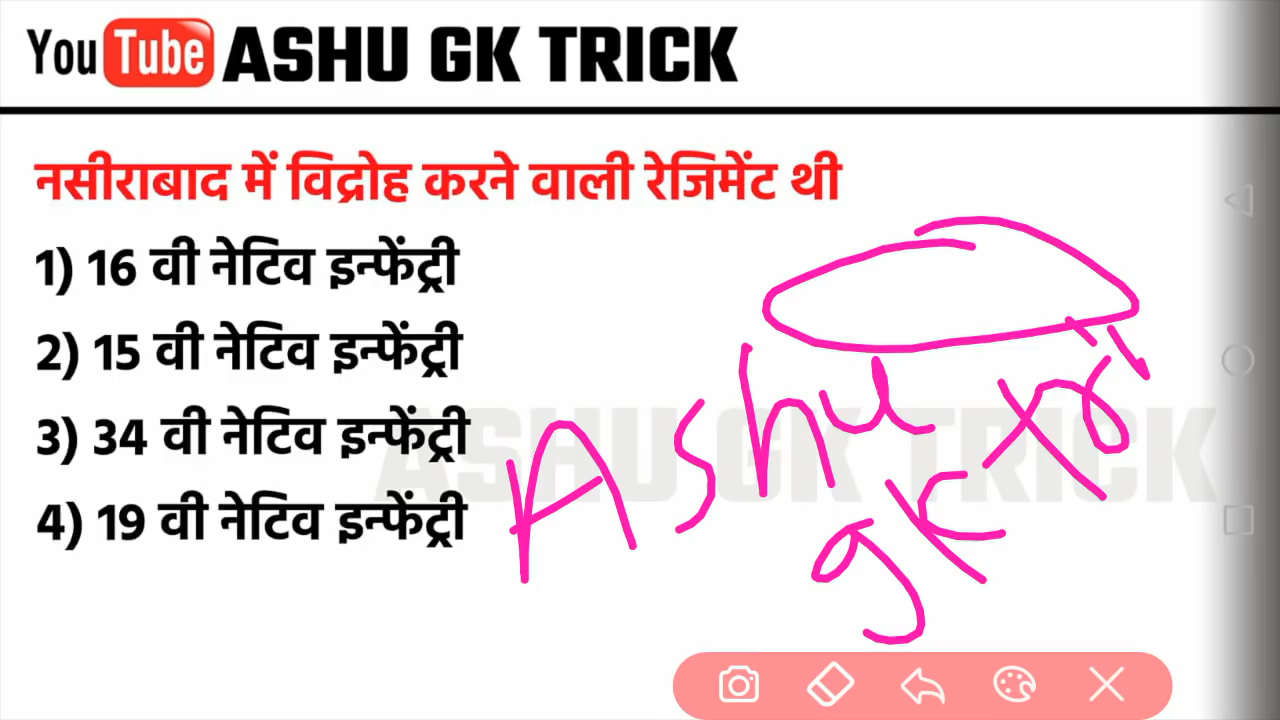 You Tube ASHU GK TRICK
नसीराबाद में विद्रोह करने वाली रेजिमेंट थी
1) 16 वी नेटिव इन्फेंट्री
2) 15 वी नेटिव इन्फेंट्री
3) 34 वी नेटिव इन्फेंट्री
4) 19 वी नेटिव इन्फेंट्री
ASHU GK TRICK
Ashu
gk